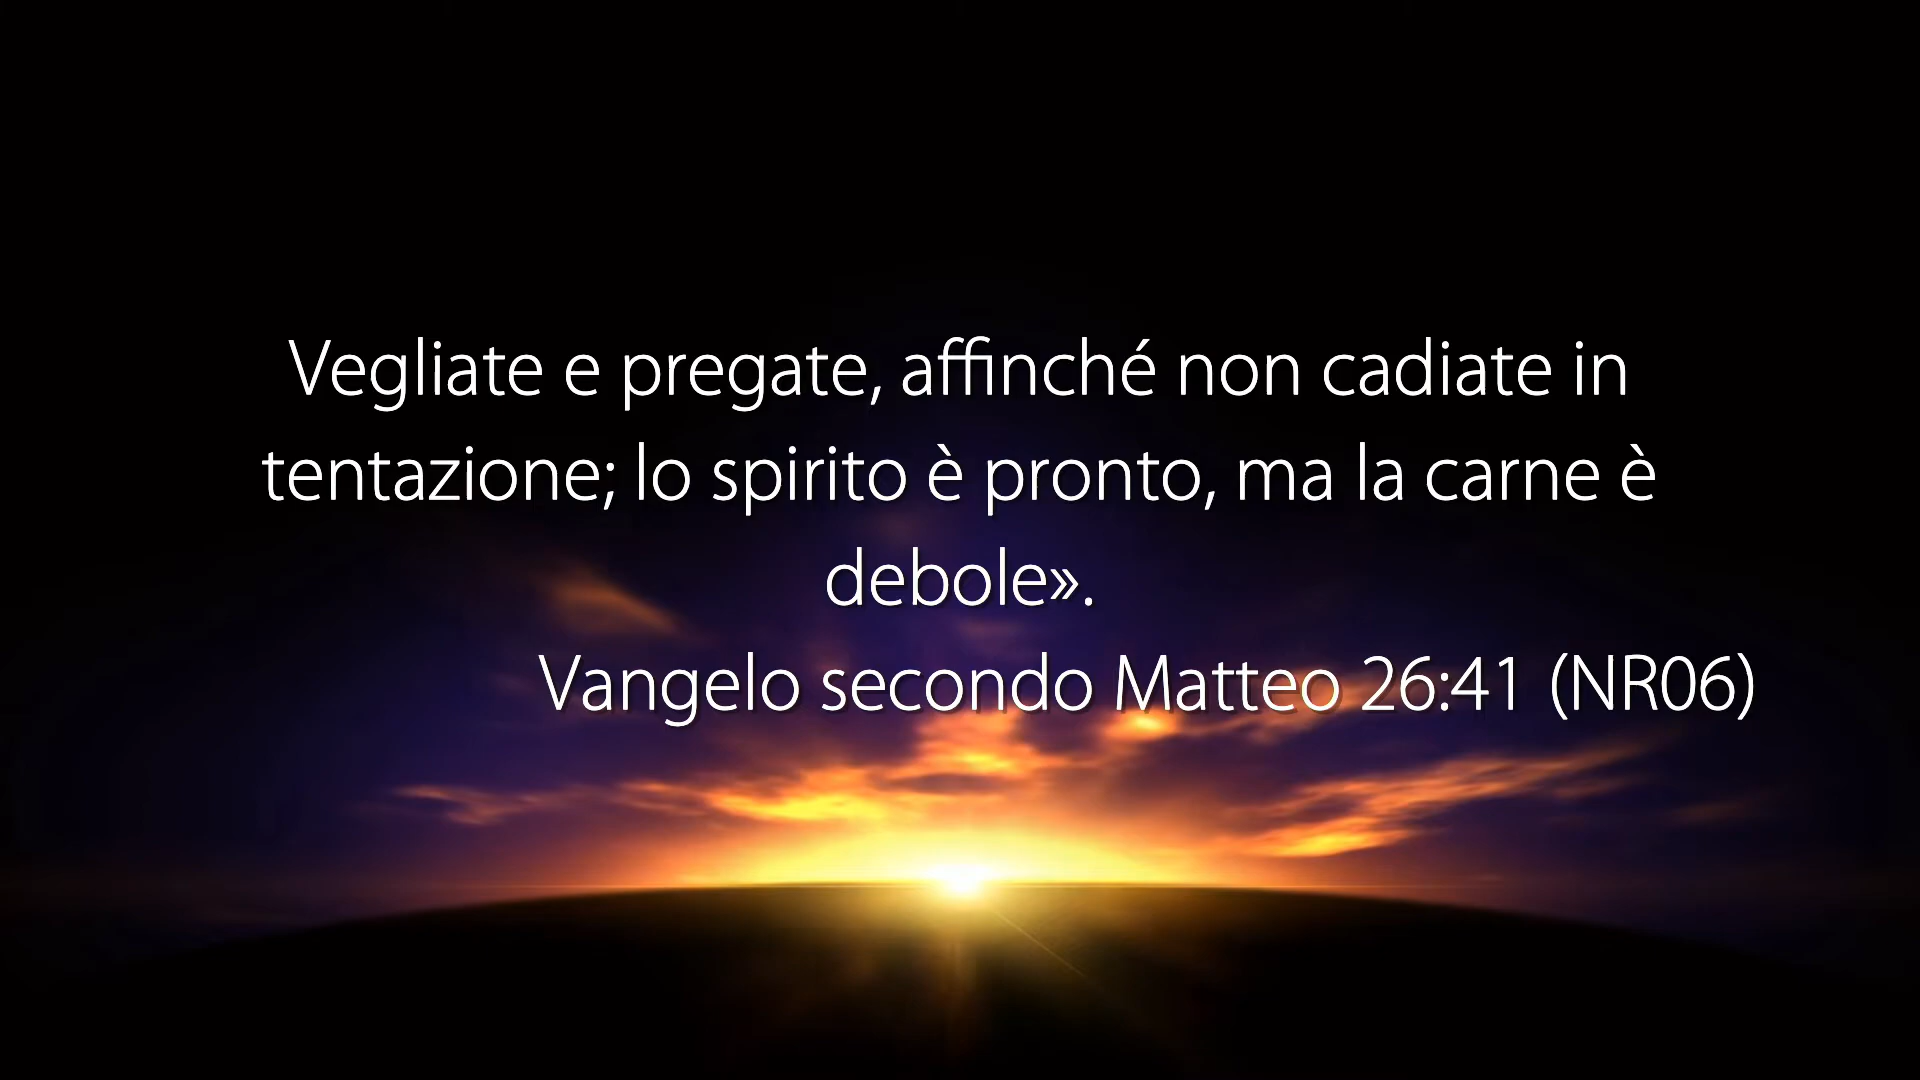 Vegliate e pregate, affinché non cadiate in
tentazione; lo spirito è pronto, ma la carne è
debole».
Vangelo secondo Matteo 26:41 (NR06)